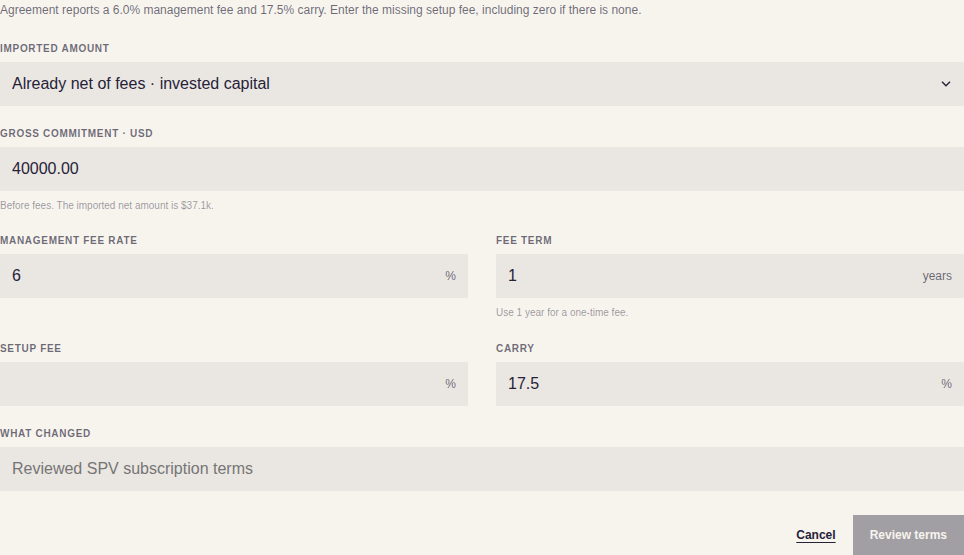 Agreement reports a 6.0% management fee and 17.5% carry. Enter the missing setup fee, including zero if there is none.
IMPORTED AMOUNT
Already net of fees · invested capital
GROSS COMMITMENT · USD
40000.00
Before fees. The imported net amount is $37.1k.
MANAGEMENT FEE RATE
6 %
FEE TERM
1 years
Use 1 year for a one-time fee.
SETUP FEE
%
CARRY
17.5 %
WHAT CHANGED
Reviewed SPV subscription terms
Cancel Review terms